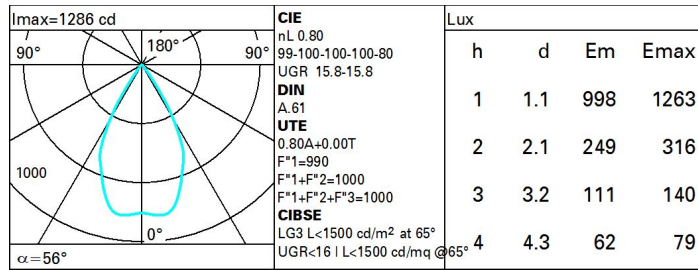 Imax=1286 cd
90° 180° 90°
1000
0°
α=56°
CIE
nL 0.80
99-100-100-100-80
UGR 15.8-15.8
DIN
A.61
UTE
0.80A+0.00T
F"1=990
F"1+F"2=1000
F"1+F"2+F"3=1000
CIBSE
LG3 L<1500 cd/m² at 65°
UGR<16 | L<1500 cd/mq @65°
Lux
h d Em Emax
1 1.1 998 1263
2 2.1 249 316
3 3.2 111 140
4 4.3 62 79